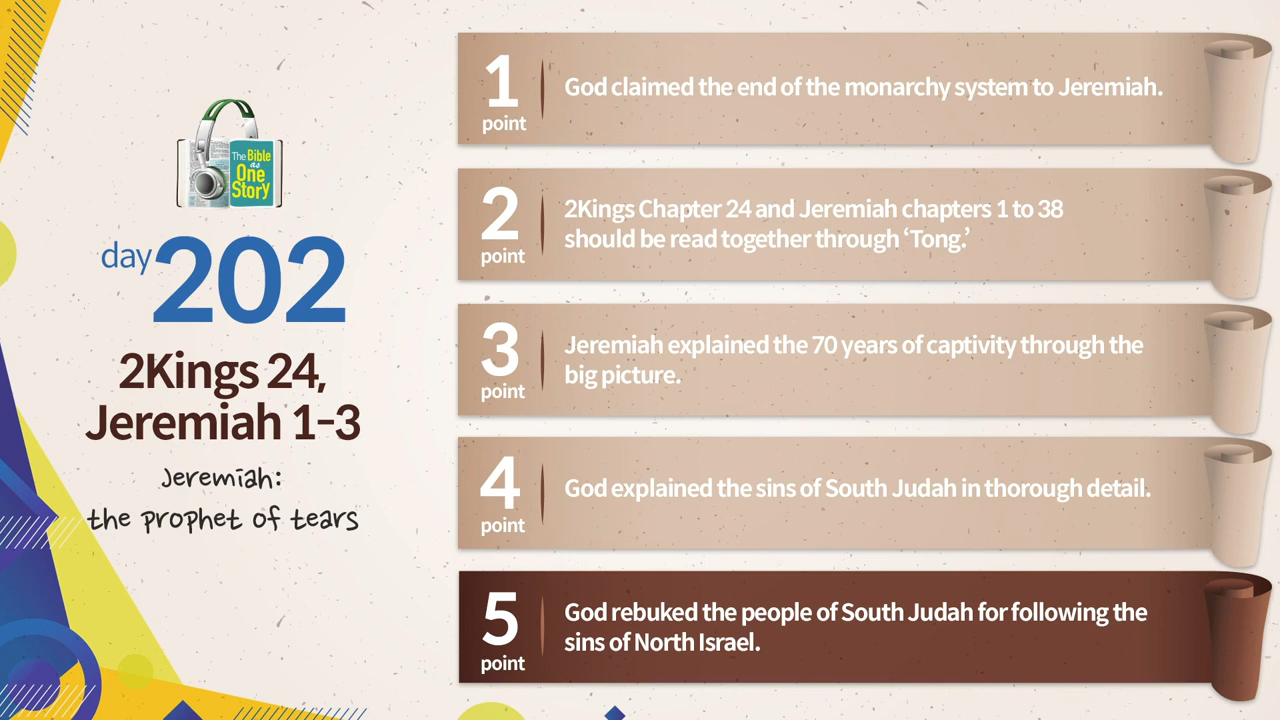 The Bible
as
One
Story
day 202
2Kings 24,
Jeremiah 1-3
Jeremiah:
the prophet of tears
1
point
God claimed the end of the monarchy system to Jeremiah.
2
point
2Kings Chapter 24 and Jeremiah chapters 1 to 38
should be read together through ‘Tong.’
3
point
Jeremiah explained the 70 years of captivity through the
big picture.
4
point
God explained the sins of South Judah in thorough detail.
5
point
God rebuked the people of South Judah for following the
sins of North Israel.